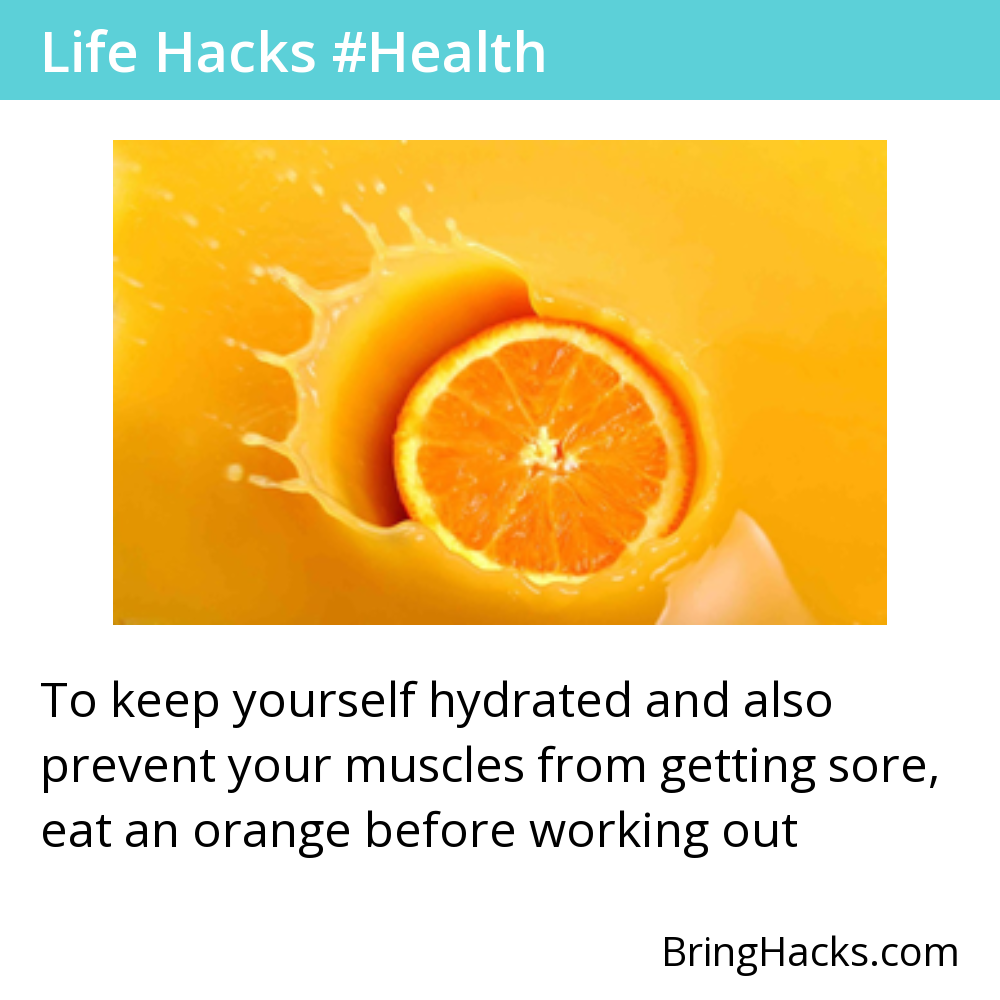 Life Hacks #Health
To keep yourself hydrated and also
prevent your muscles from getting sore,
eat an orange before working out
BringHacks.com